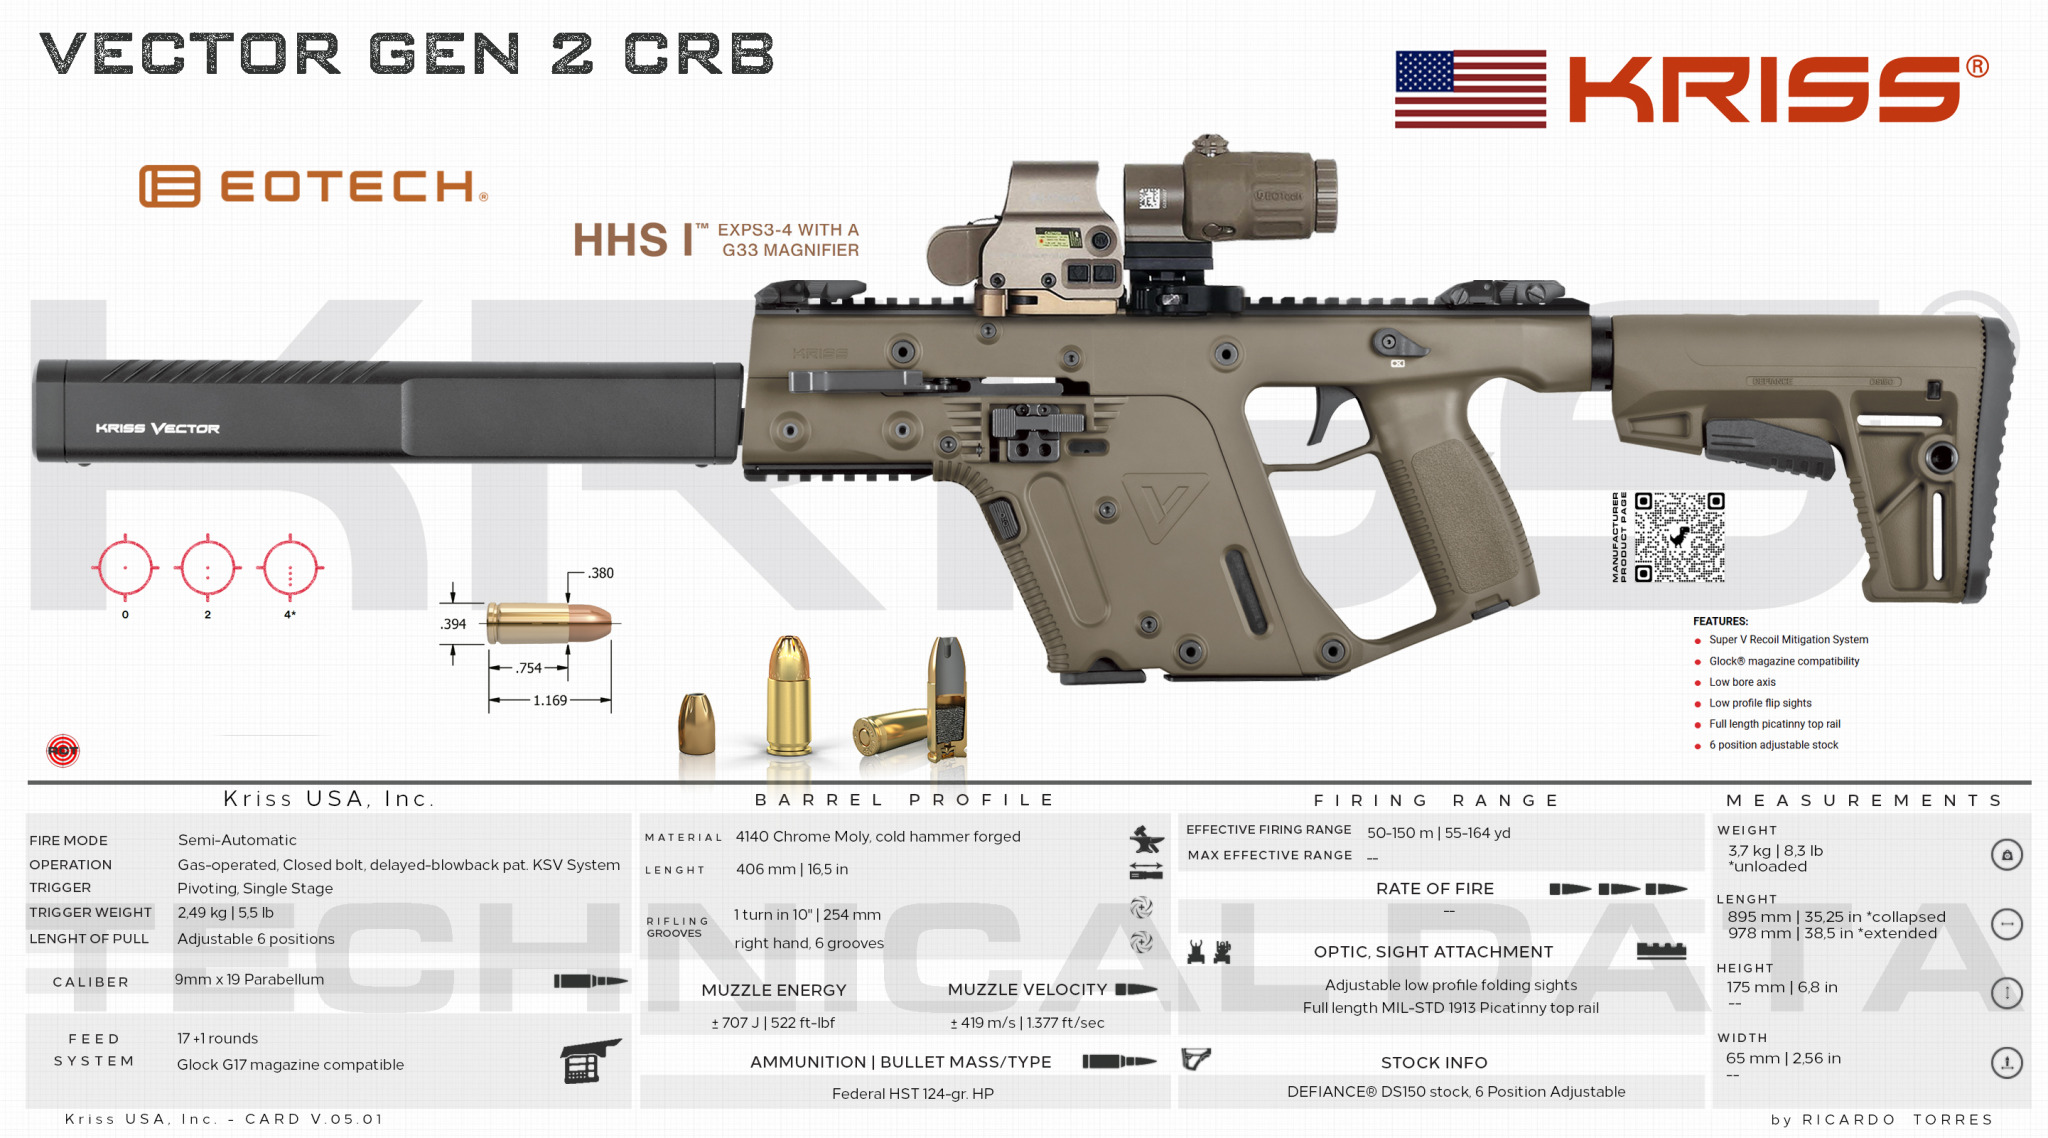 VECTOR GEN 2 CRB
KRISS®
EOTECH®
HHS I™ EXPS3-4 WITH A
G33 MAGNIFIER
EOTech
KRISS
KRISS VECTOR
DEFIANCE DS150
MANUFACTURER
PRODUCT PAGE
0
2
4*
.380
.394
.754
1.169
FEATURES:
Super V Recoil Mitigation System
Glock® magazine compatibility
Low bore axis
Low profile flip sights
Full length picatinny top rail
6 position adjustable stock
RDT
KRISS®
TECHNICAL DATA
Kriss USA, Inc.
FIRE MODE Semi-Automatic
OPERATION Gas-operated, Closed bolt, delayed-blowback pat. KSV System
TRIGGER Pivoting, Single Stage
TRIGGER WEIGHT 2,49 kg | 5,5 lb
LENGHT OF PULL Adjustable 6 positions
CALIBER 9mm x 19 Parabellum
FEED
SYSTEM
17 +1 rounds
Glock G17 magazine compatible
BARREL PROFILE
MATERIAL 4140 Chrome Moly, cold hammer forged
LENGHT 406 mm | 16,5 in
RIFLING
GROOVES
1 turn in 10" | 254 mm
right hand, 6 grooves
MUZZLE ENERGY
± 707 J | 522 ft-lbf
MUZZLE VELOCITY
± 419 m/s | 1.377 ft/sec
AMMUNITION | BULLET MASS/TYPE
Federal HST 124-gr. HP
FIRING RANGE
EFFECTIVE FIRING RANGE 50-150 m | 55-164 yd
MAX EFFECTIVE RANGE --
RATE OF FIRE
--
OPTIC, SIGHT ATTACHMENT
Adjustable low profile folding sights
Full length MIL-STD 1913 Picatinny top rail
STOCK INFO
DEFIANCE® DS150 stock, 6 Position Adjustable
MEASUREMENTS
WEIGHT
3,7 kg | 8,3 lb
*unloaded
LENGHT
895 mm | 35,25 in *collapsed
978 mm | 38,5 in *extended
HEIGHT
175 mm | 6,8 in
--
WIDTH
65 mm | 2,56 in
--
Kriss USA, Inc. - CARD V.05.01
by RICARDO TORRES